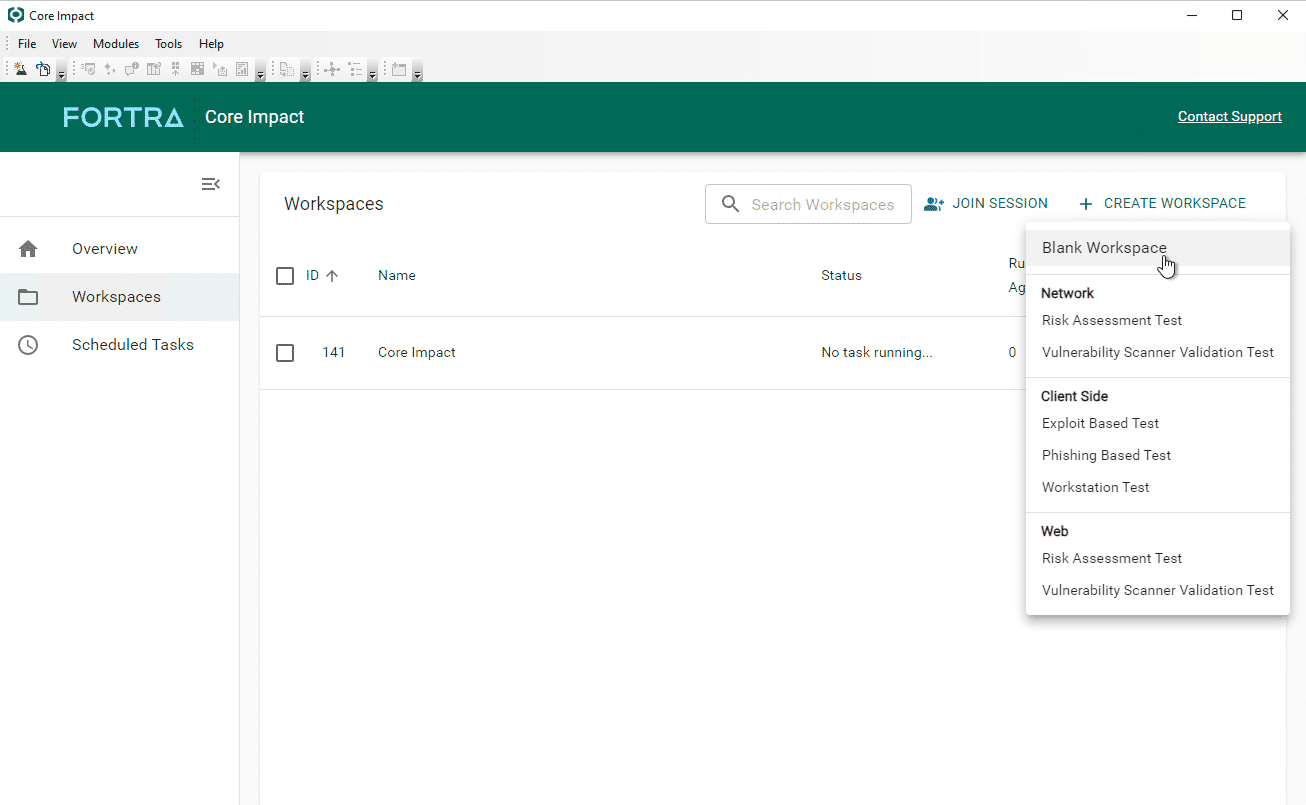 Core Impact
File View Modules Tools Help
FORTRA Core Impact Contact Support
Workspaces Search Workspaces JOIN SESSION + CREATE WORKSPACE
Overview
Workspaces
Scheduled Tasks
ID Name Status Ru
Ag
141 Core Impact No task running... 0
Blank Workspace
Network
Risk Assessment Test
Vulnerability Scanner Validation Test
Client Side
Exploit Based Test
Phishing Based Test
Workstation Test
Web
Risk Assessment Test
Vulnerability Scanner Validation Test